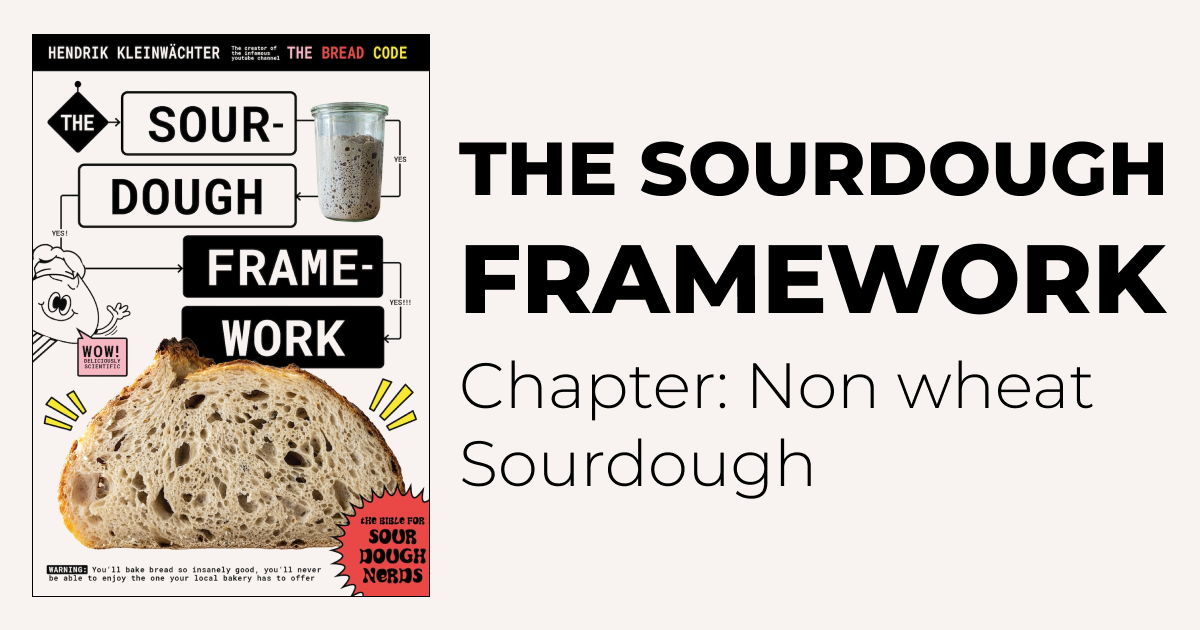 HENDRIK KLEINWÄCHTER
The creator of
the infamous
youtube channel
THE BREAD CODE
THE
SOUR-
YES
DOUGH
YES!
FRAME-
YES!!!
WORK
WOW!
DELICIOUSLY
SCIENTIFIC
THE BIBLE FOR
SOUR
DOUGH
NERDS
WARNING: You'll bake bread so insanely good, you'll never
be able to enjoy the one your local bakery has to offer
THE SOURDOUGH
FRAMEWORK
Chapter: Non wheat
Sourdough